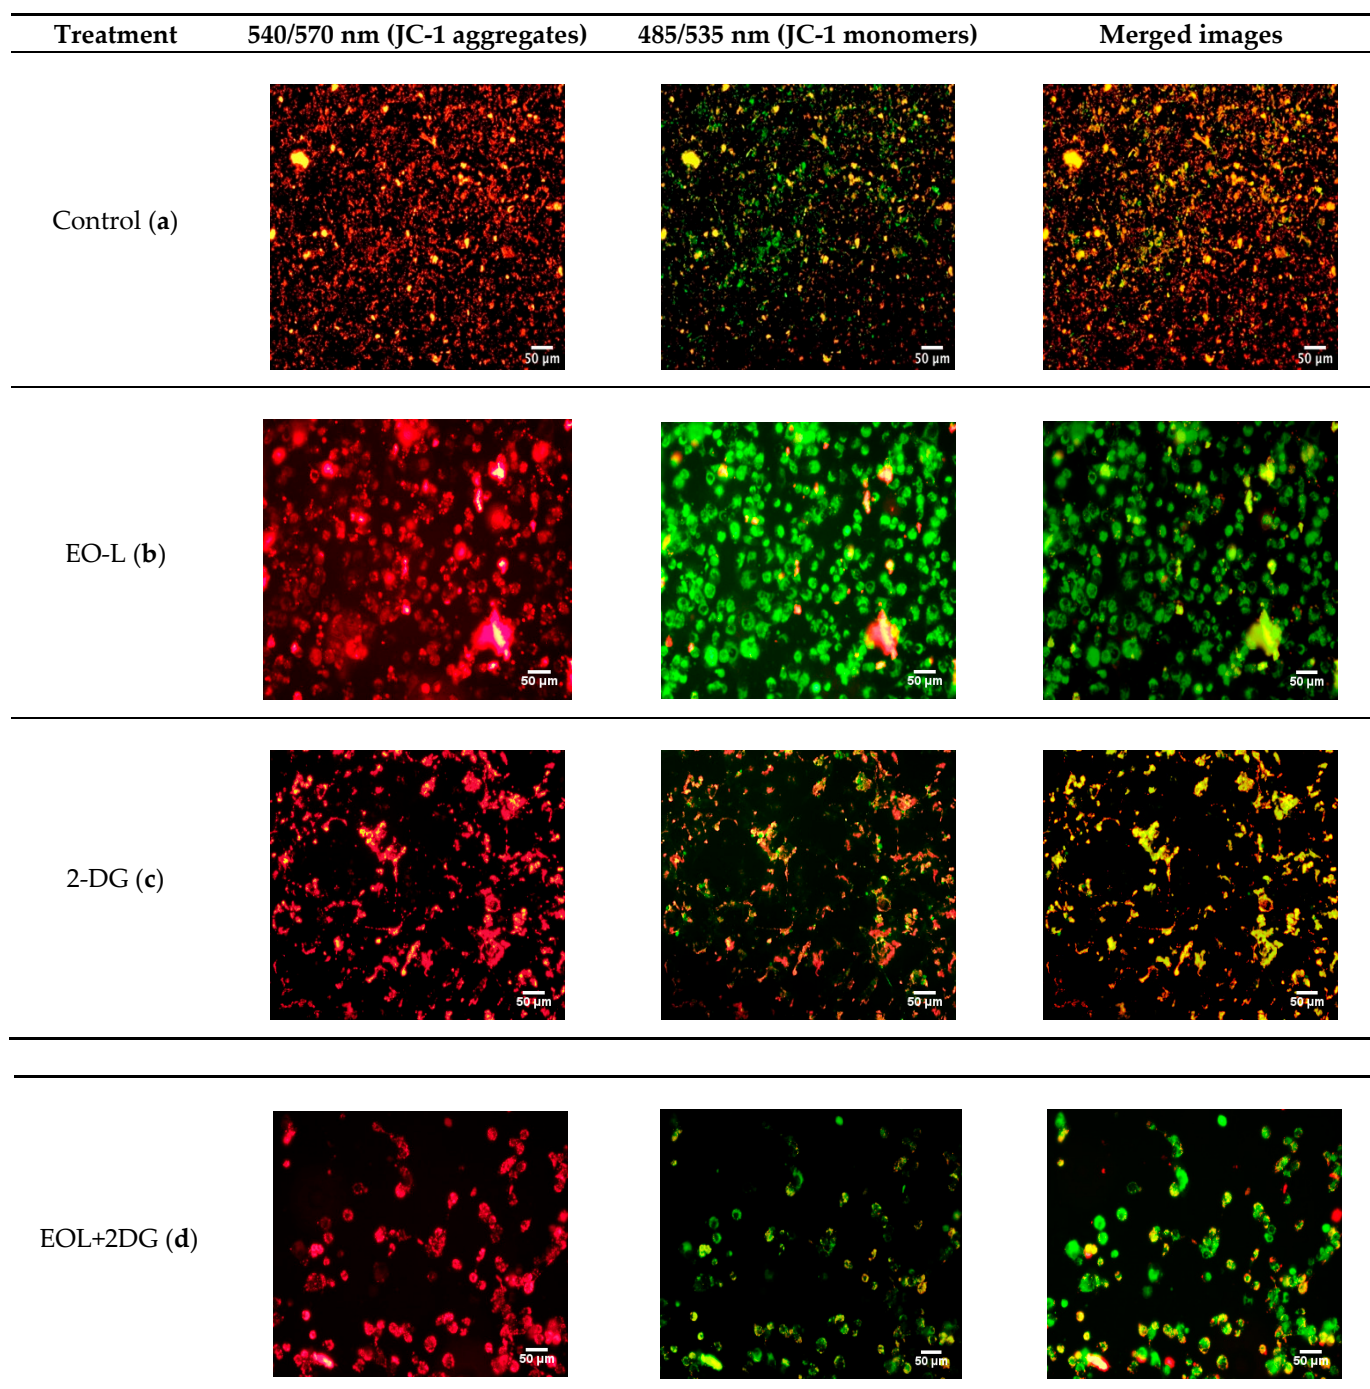 Treatment 540/570 nm (JC-1 aggregates) 485/535 nm (JC-1 monomers) Merged images
Control (a)
50 µm 50 µm 50 µm
EO-L (b)
50 µm 50 µm 50 µm
2-DG (c)
50 µm 50 µm 50 µm
EOL+2DG (d)
50 µm 50 µm 50 µm